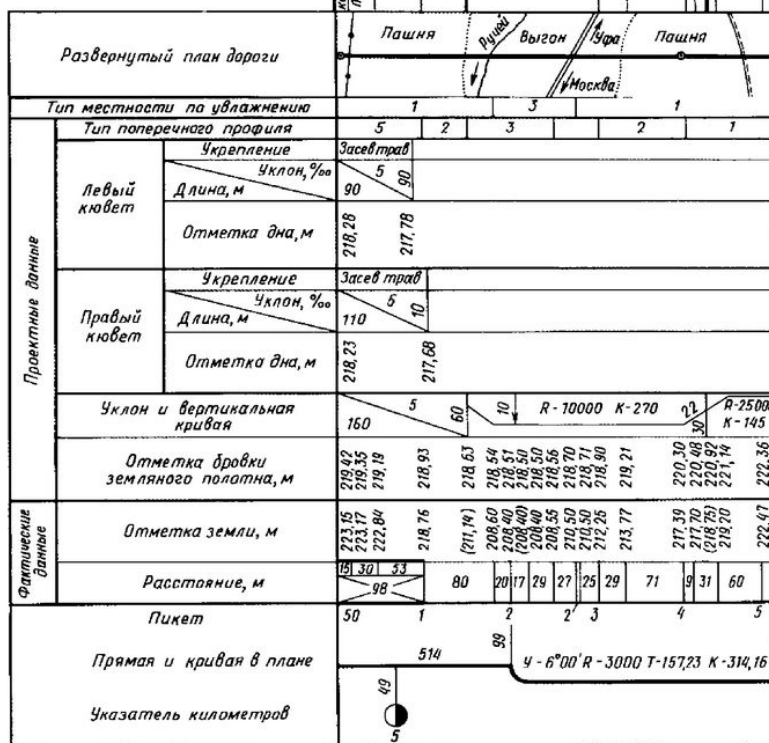 Развернутый план дороги
Пашня Ручей Выгон Уфа Москва Пашня
Тип местности по увлажнению 1 3 1
Проектные данные
Тип поперечного профиля 5 2 3 2 1
Левый кювет
Укрепление Засев трав
Уклон, ‰ 5 90
Длина, м 90
Отметка дна, м 218,28 217,78
Правый кювет
Укрепление Засев трав
Уклон, ‰ 5 10
Длина, м 110
Отметка дна, м 218,23 217,68
Уклон и вертикальная кривая
5 160 60 10 R-10000 K-270 22 30 R-2500 K-145
Отметка бровки земляного полотна, м
219,42 219,35 219,19 218,93 218,63 218,54 218,51 218,50 218,50 218,56 218,70 218,71 218,90 219,21 220,30 220,48 220,92 221,14 222,36
Фактические данные
Отметка земли, м
223,15 223,17 222,84 218,76 (211,14) 208,60 208,40 (208,40) 208,40 208,55 210,50 210,50 212,26 213,77 217,39 217,70 (218,75) 219,20 222,47
Расстояние, м
15 30 53 98 80 20 17 29 27 25 29 71 9 31 60
Пикет 50 1 2 2' 3 4 5
Прямая и кривая в плане
514 99 У-6°00' R-3000 T-157,23 K-314,16
Указатель километров 49 5